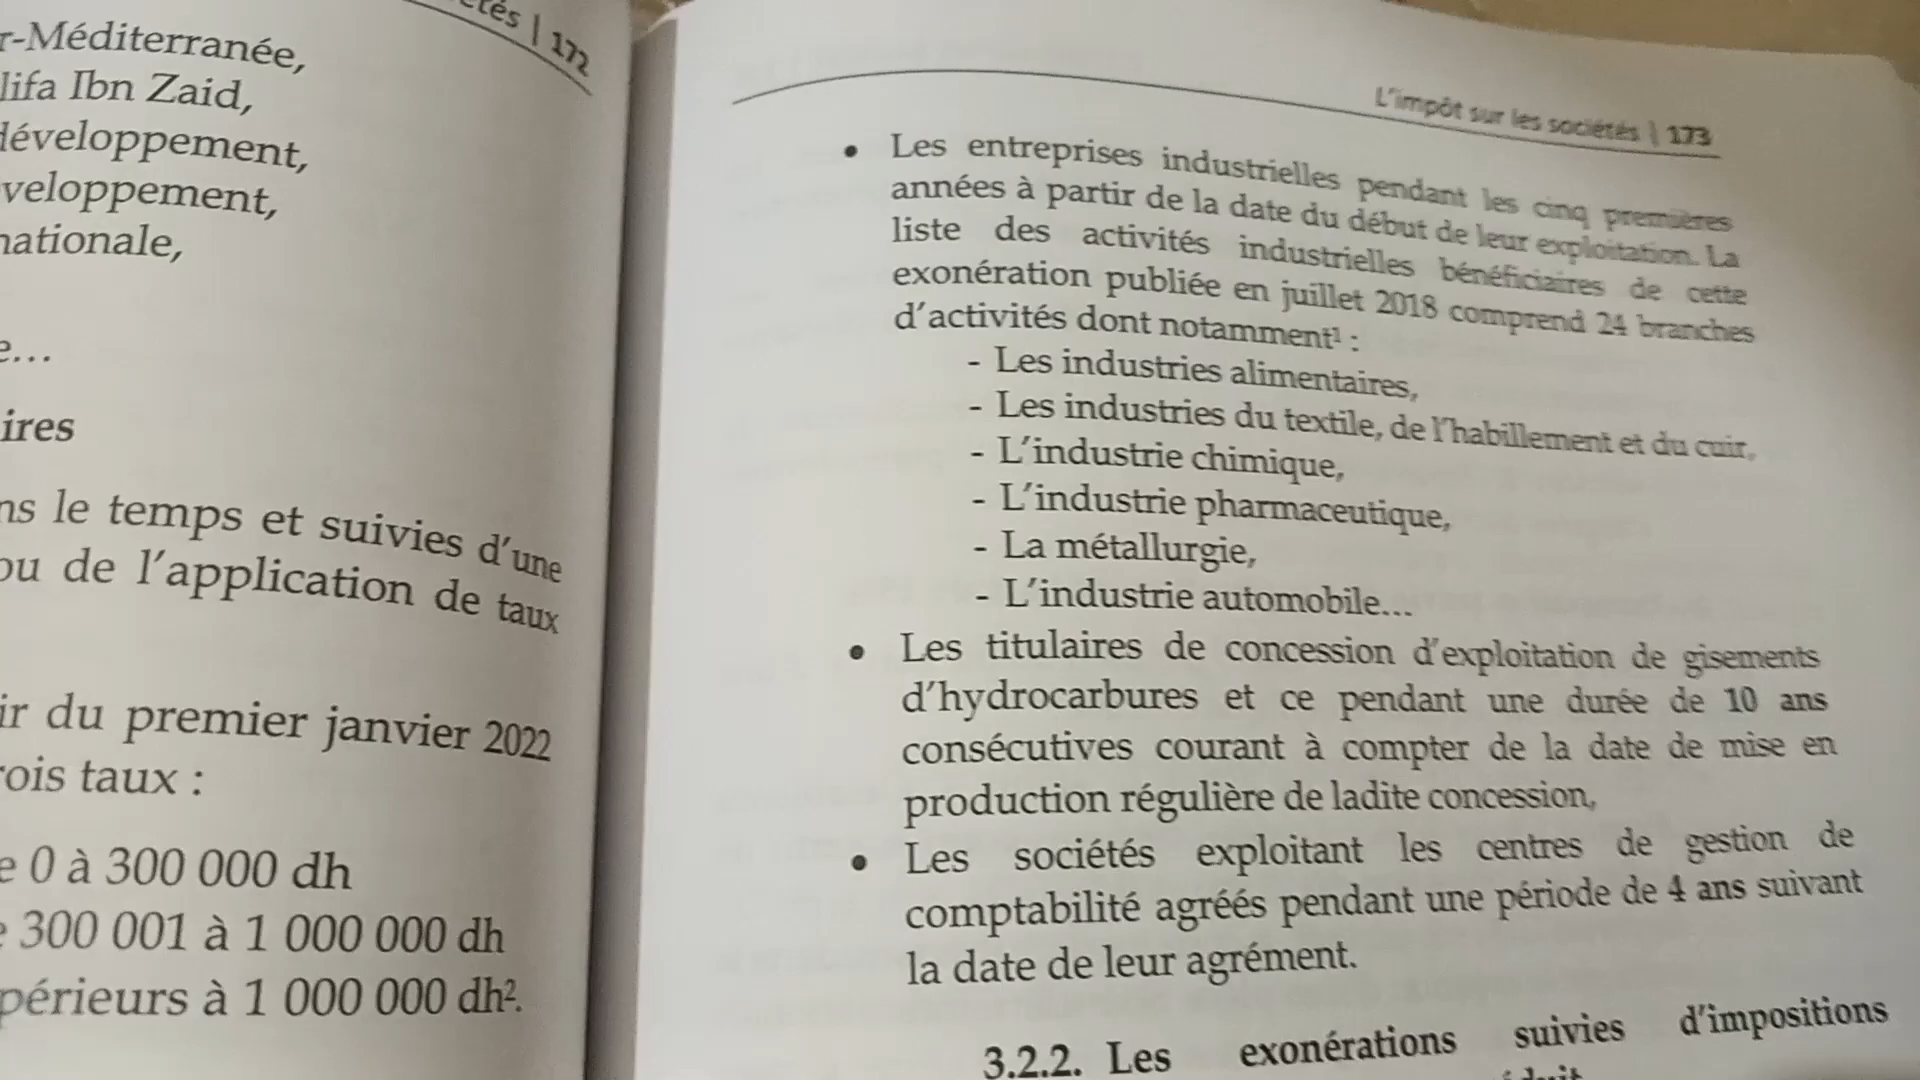 172
r-Méditerranée,
lifa Ibn Zaid,
développement,
veloppement,
nationale,
e...
ires
ns le temps et suivies d'une
ou de l'application de taux
ir du premier janvier 2022
rois taux :
e 0 à 300 000 dh
e 300 001 à 1 000 000 dh
périeurs à 1 000 000 dh².
L'impôt sur les sociétés | 173
• Les entreprises industrielles pendant les cinq premières
années à partir de la date du début de leur exploitation. La
liste des activités industrielles bénéficiaires de cette
exonération publiée en juillet 2018 comprend 24 branches
d'activités dont notamment¹ :
- Les industries alimentaires,
- Les industries du textile, de l'habillement et du cuir,
- L'industrie chimique,
- L'industrie pharmaceutique,
- La métallurgie,
- L'industrie automobile...
• Les titulaires de concession d'exploitation de gisements
d'hydrocarbures et ce pendant une durée de 10 ans
consécutives courant à compter de la date de mise en
production régulière de ladite concession,
• Les sociétés exploitant les centres de gestion de
comptabilité agréés pendant une période de 4 ans suivant
la date de leur agrément.
3.2.2. Les exonérations suivies d'impositions